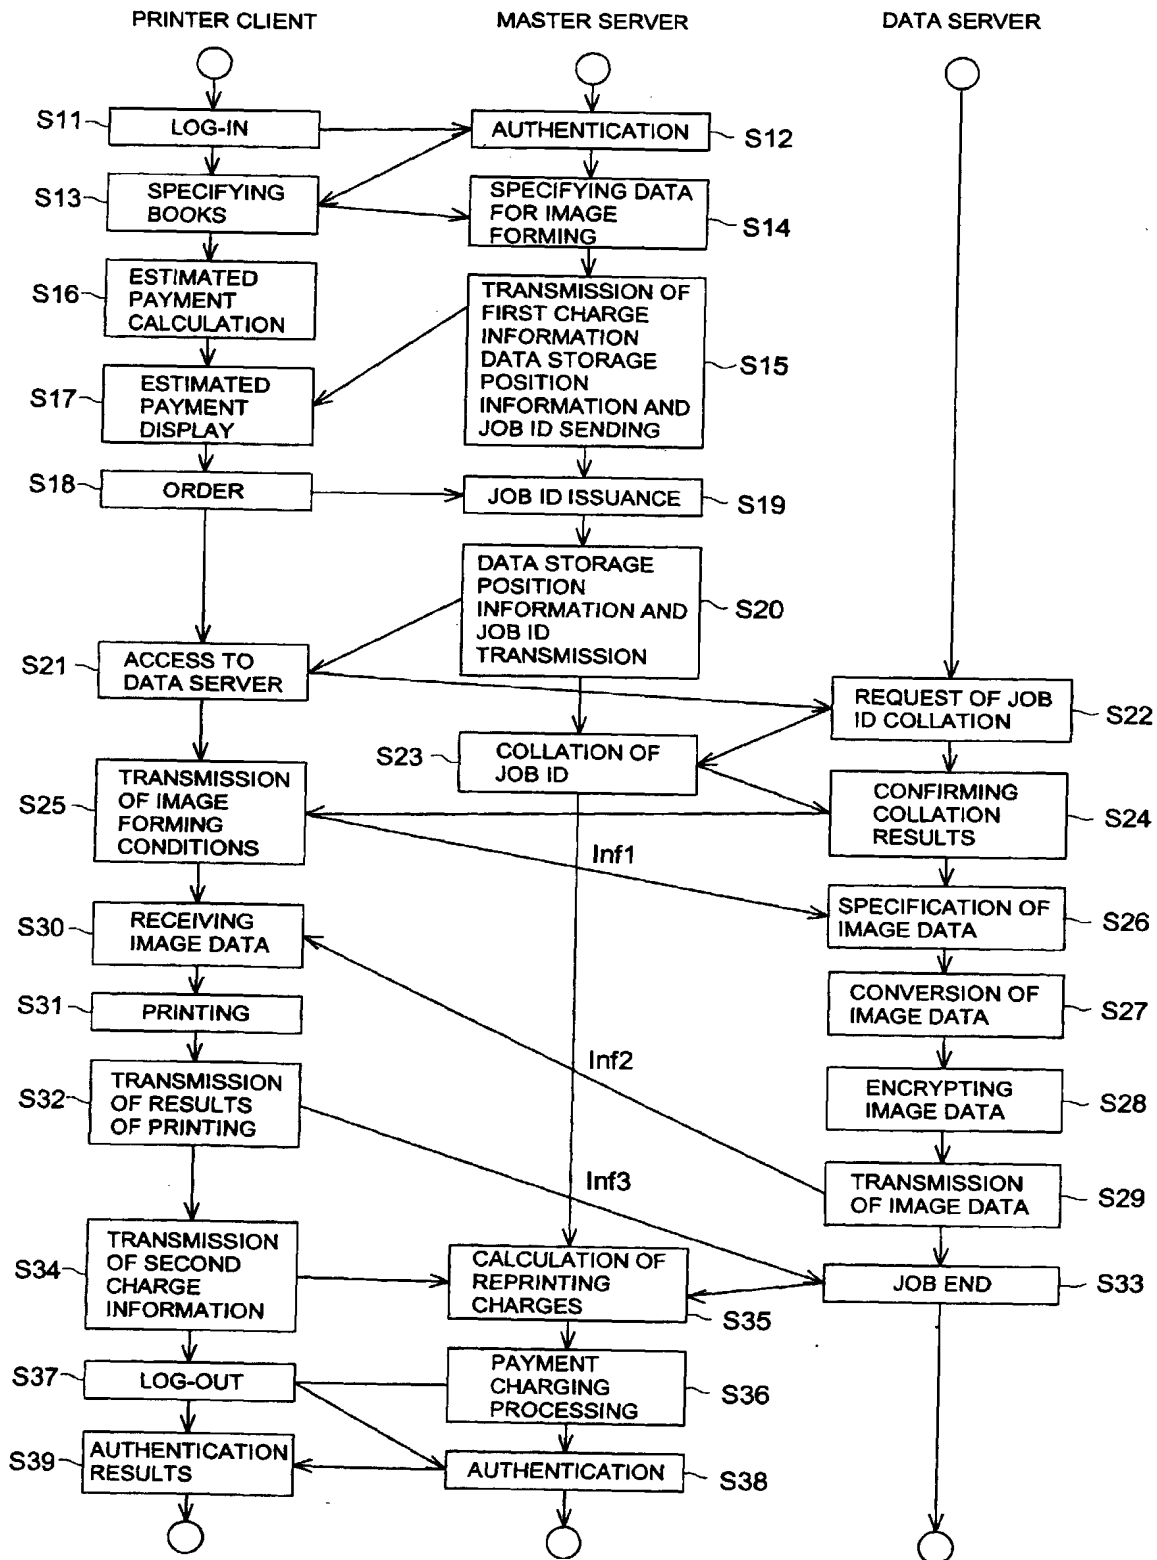 PRINTER CLIENT
MASTER SERVER
DATA SERVER
S11
LOG-IN
AUTHENTICATION
S12
S13
SPECIFYING
BOOKS
SPECIFYING DATA
FOR IMAGE
FORMING
S14
S16
ESTIMATED
PAYMENT
CALCULATION
TRANSMISSION OF
FIRST CHARGE
INFORMATION
DATA STORAGE
POSITION
INFORMATION AND
JOB ID SENDING
S15
S17
ESTIMATED
PAYMENT
DISPLAY
S18
ORDER
JOB ID ISSUANCE
S19
DATA STORAGE
POSITION
INFORMATION AND
JOB ID
TRANSMISSION
S20
S21
ACCESS TO
DATA SERVER
REQUEST OF JOB
ID COLLATION
S22
S23
COLLATION OF
JOB ID
S25
TRANSMISSION
OF IMAGE
FORMING
CONDITIONS
CONFIRMING
COLLATION
RESULTS
S24
Inf1
S30
RECEIVING
IMAGE DATA
SPECIFICATION OF
IMAGE DATA
S26
S31
PRINTING
CONVERSION OF
IMAGE DATA
S27
Inf2
S32
TRANSMISSION
OF RESULTS
OF PRINTING
ENCRYPTING
IMAGE DATA
S28
Inf3
TRANSMISSION
OF IMAGE DATA
S29
S34
TRANSMISSION
OF SECOND
CHARGE
INFORMATION
CALCULATION OF
REPRINTING
CHARGES
S35
JOB END
S33
S37
LOG-OUT
PAYMENT
CHARGING
PROCESSING
S36
S39
AUTHENTICATION
RESULTS
AUTHENTICATION
S38